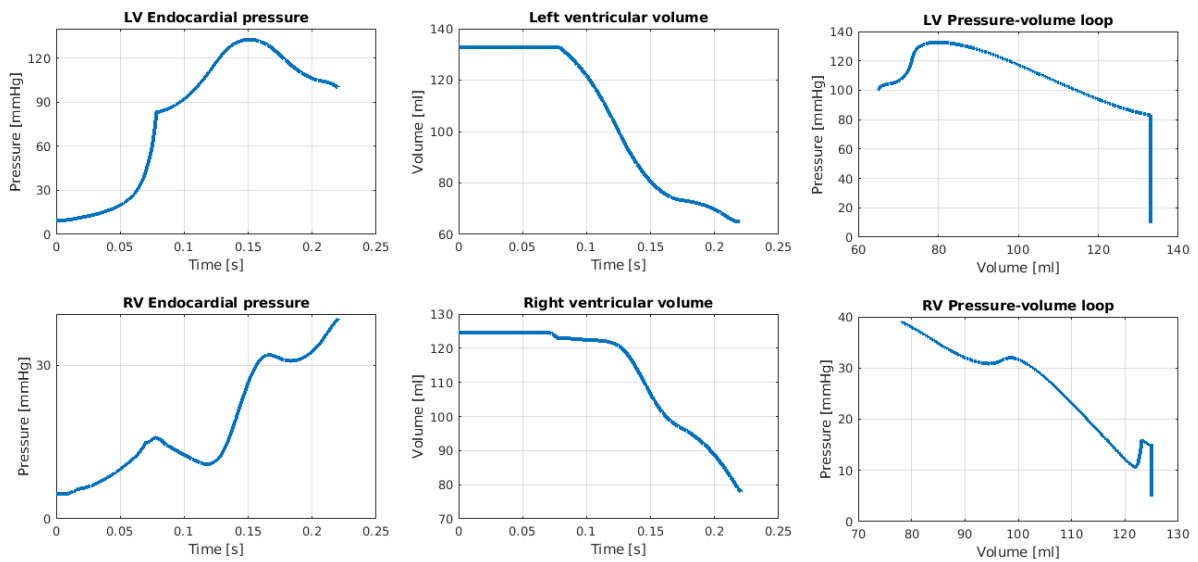 LV Endocardial pressure
Pressure [mmHg]
120
90
60
30
0
0 0.05 0.1 0.15 0.2 0.25
Time [s]
Left ventricular volume
Volume [ml]
140
120
100
80
60
0 0.05 0.1 0.15 0.2 0.25
Time [s]
LV Pressure-volume loop
Pressure [mmHg]
140
120
100
80
60
40
20
0
60 80 100 120 140
Volume [ml]
RV Endocardial pressure
Pressure [mmHg]
30
0
0 0.05 0.1 0.15 0.2 0.25
Time [s]
Right ventricular volume
Volume [ml]
130
120
110
100
90
80
70
0 0.05 0.1 0.15 0.2 0.25
Time [s]
RV Pressure-volume loop
Pressure [mmHg]
40
30
20
10
0
70 80 90 100 110 120 130
Volume [ml]